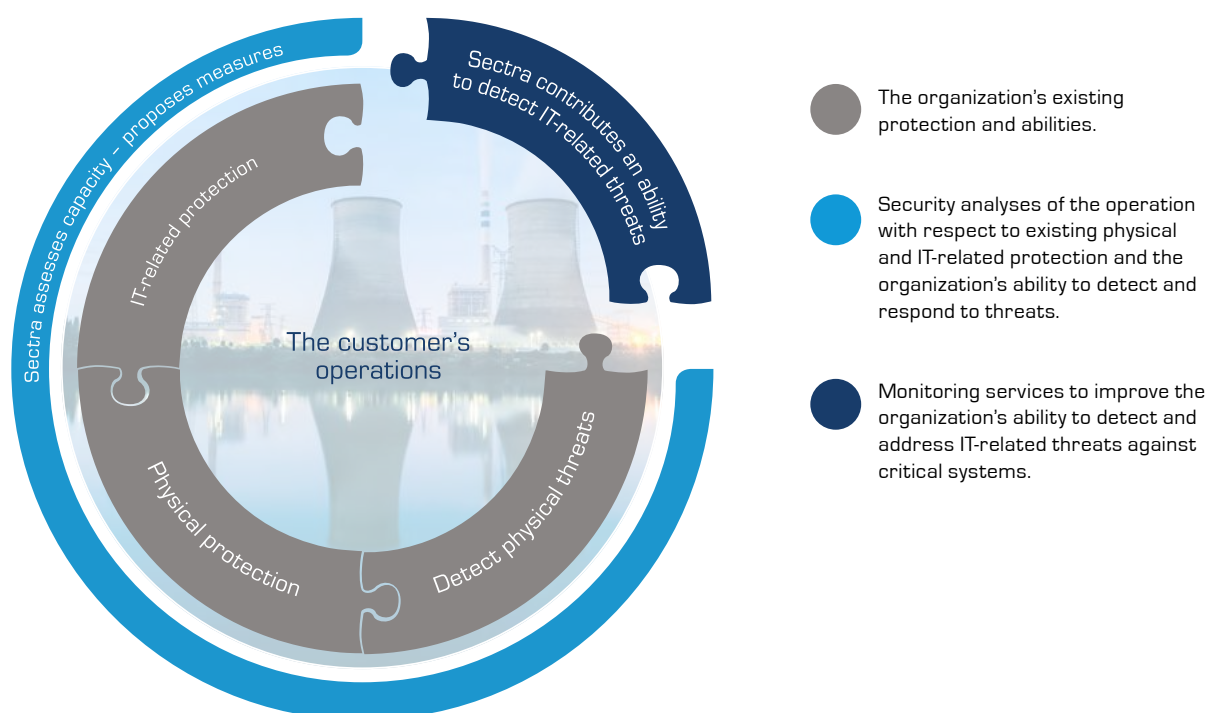 Sectra assesses capacity – proposes measures
Sectra contributes an ability
to detect IT-related threats
IT-related protection
The customer's
operations
Physical protection
Detect physical threats
The organization's existing
protection and abilities.
Security analyses of the operation
with respect to existing physical
and IT-related protection and the
organization's ability to detect and
respond to threats.
Monitoring services to improve the
organization's ability to detect and
address IT-related threats against
critical systems.